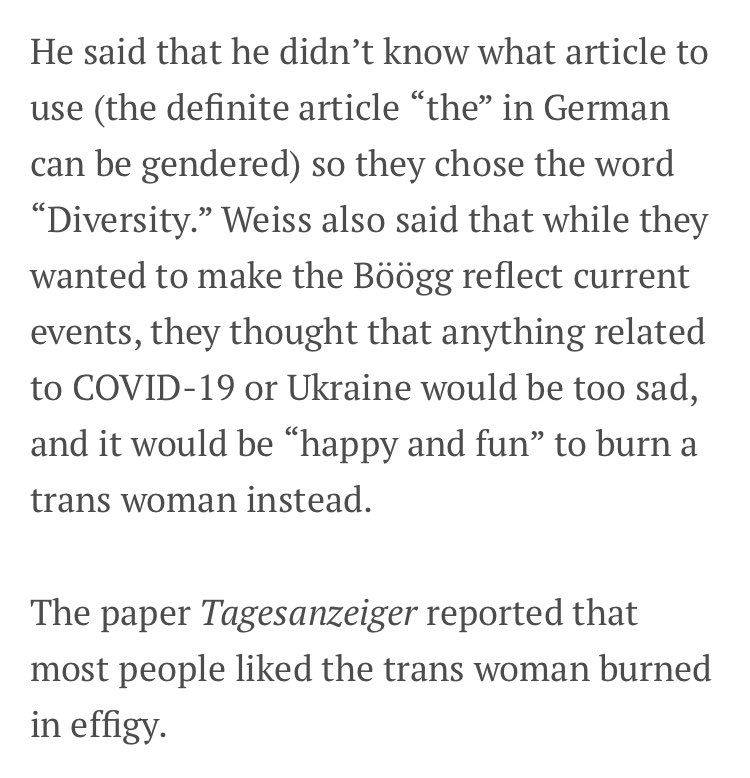 He said that he didn’t know what article to
use (the definite article “the” in German
can be gendered) so they chose the word
“Diversity.” Weiss also said that while they
wanted to make the Böögg reflect current
events, they thought that anything related
to COVID-19 or Ukraine would be too sad,
and it would be “happy and fun” to burn a
trans woman instead.
The paper Tagesanzeiger reported that
most people liked the trans woman burned
in effigy.